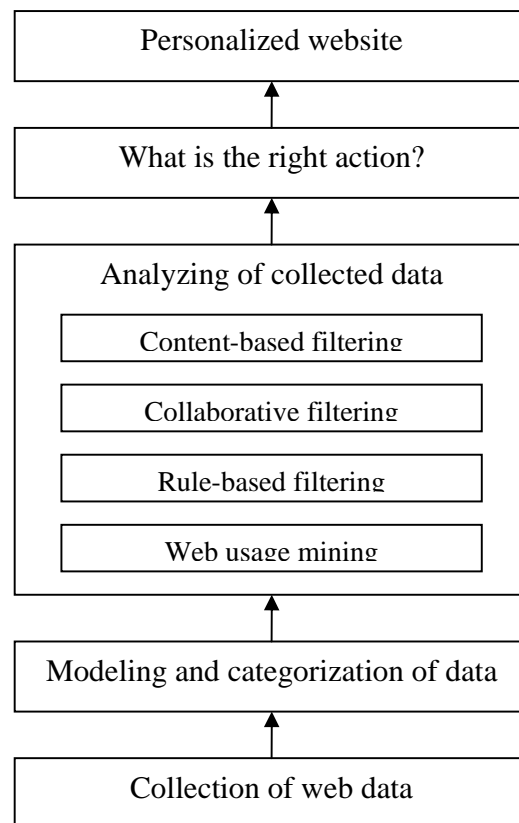 Personalized website
What is the right action?
Analyzing of collected data
Content-based filtering
Collaborative filtering
Rule-based filtering
Web usage mining
Modeling and categorization of data
Collection of web data